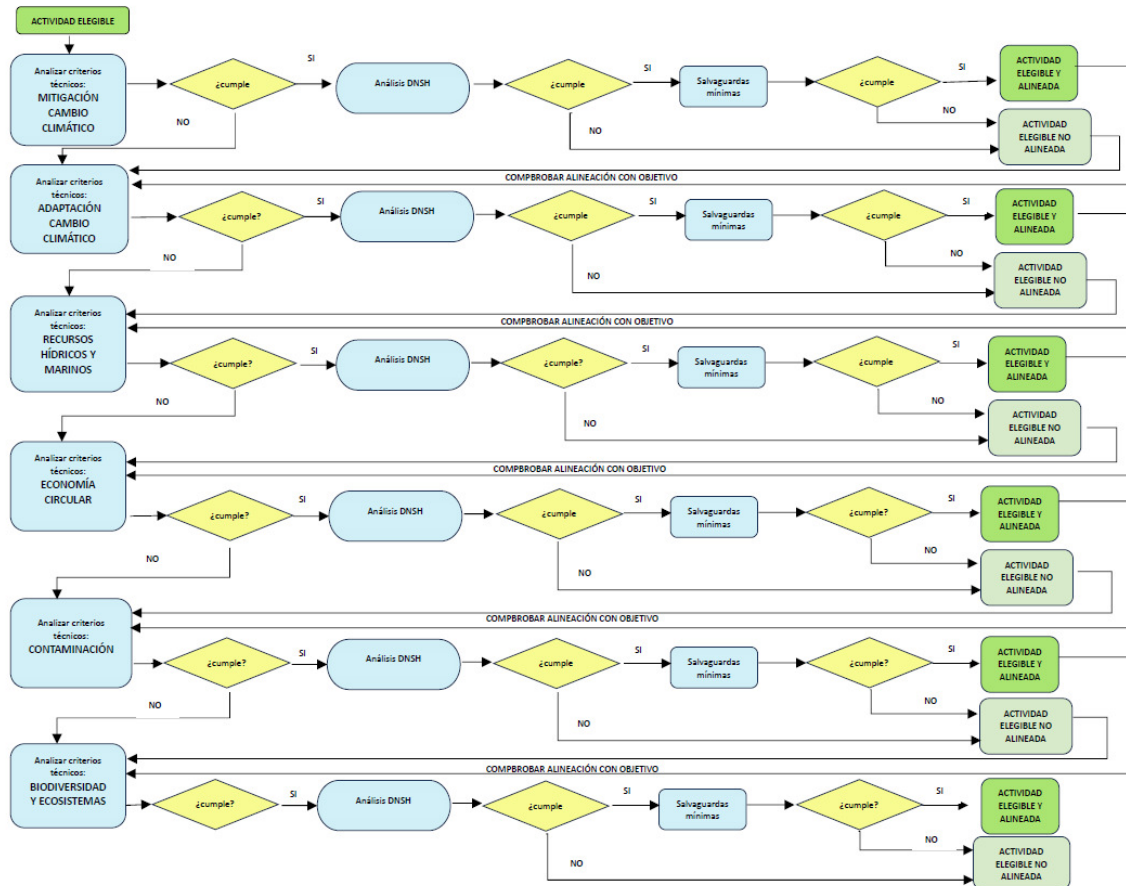 ACTIVIDAD ELEGIBLE
Analizar criterios
técnicos:
MITIGACIÓN
CAMBIO
CLIMÁTICO
¿cumple
SI
NO
Análisis DNSH
¿cumple
SI
NO
Salvaguardas
mínimas
¿cumple
SI
NO
ACTIVIDAD
ELEGIBLE Y
ALINEADA
ACTIVIDAD
ELEGIBLE NO
ALINEADA
COMPBROBAR ALINEACIÓN CON OBJETIVO
Analizar criterios
técnicos:
ADAPTACIÓN
CAMBIO
CLIMÁTICO
¿cumple?
SI
NO
Análisis DNSH
¿cumple
SI
NO
Salvaguardas
mínimas
¿cumple
SI
NO
ACTIVIDAD
ELEGIBLE Y
ALINEADA
ACTIVIDAD
ELEGIBLE NO
ALINEADA
COMPBROBAR ALINEACIÓN CON OBJETIVO
Analizar criterios
técnicos:
RECURSOS
HÍDRICOS Y
MARINOS
¿cumple?
SI
NO
Análisis DNSH
¿cumple?
SI
NO
Salvaguardas
mínimas
¿cumple
SI
NO
ACTIVIDAD
ELEGIBLE Y
ALINEADA
ACTIVIDAD
ELEGIBLE NO
ALINEADA
COMPBROBAR ALINEACIÓN CON OBJETIVO
Analizar criterios
técnicos:
ECONOMÍA
CIRCULAR
¿cumple?
SI
NO
Análisis DNSH
¿cumple
SI
NO
Salvaguardas
mínimas
¿cumple?
SI
NO
ACTIVIDAD
ELEGIBLE Y
ALINEADA
ACTIVIDAD
ELEGIBLE NO
ALINEADA
COMPBROBAR ALINEACIÓN CON OBJETIVO
Analizar criterios
técnicos:
CONTAMINACIÓN
¿cumple?
SI
NO
Análisis DNSH
¿cumple
SI
NO
Salvaguardas
mínimas
¿cumple?
SI
NO
ACTIVIDAD
ELEGIBLE Y
ALINEADA
ACTIVIDAD
ELEGIBLE NO
ALINEADA
COMPBROBAR ALINEACIÓN CON OBJETIVO
Analizar criterios
técnicos:
BIODIVERSIDAD
Y ECOSISTEMAS
¿cumple?
SI
Análisis DNSH
¿cumple
SI
NO
Salvaguardas
mínimas
¿cumple?
SI
NO
ACTIVIDAD
ELEGIBLE Y
ALINEADA
ACTIVIDAD
ELEGIBLE NO
ALINEADA